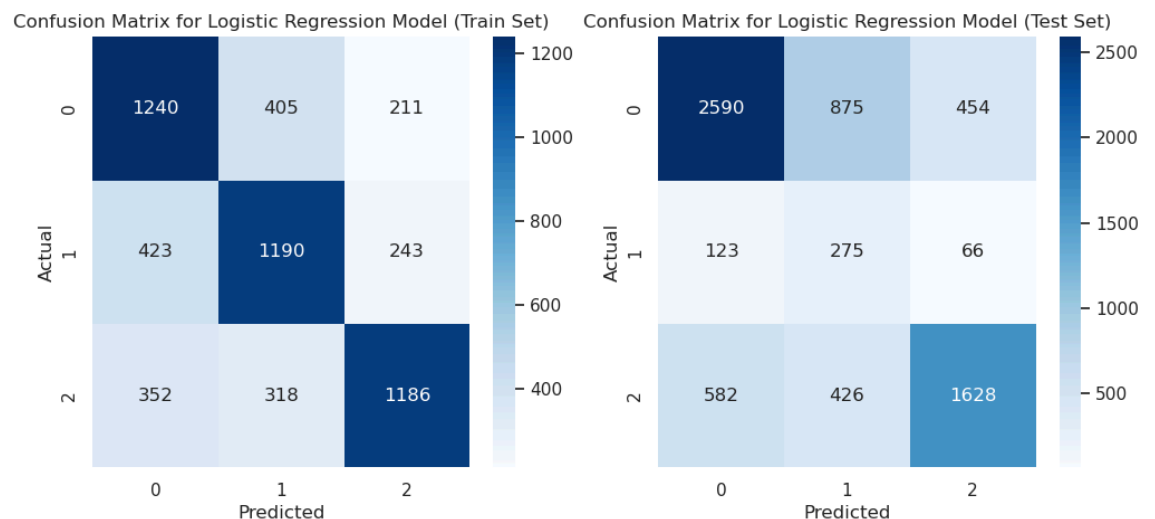 Confusion Matrix for Logistic Regression Model (Train Set)
0
1
2
Actual
1240 405 211
423 1190 243
352 318 1186
0 1 2
Predicted
1200
1000
800
600
400
Confusion Matrix for Logistic Regression Model (Test Set)
0
1
2
Actual
2590 875 454
123 275 66
582 426 1628
0 1 2
Predicted
2500
2000
1500
1000
500